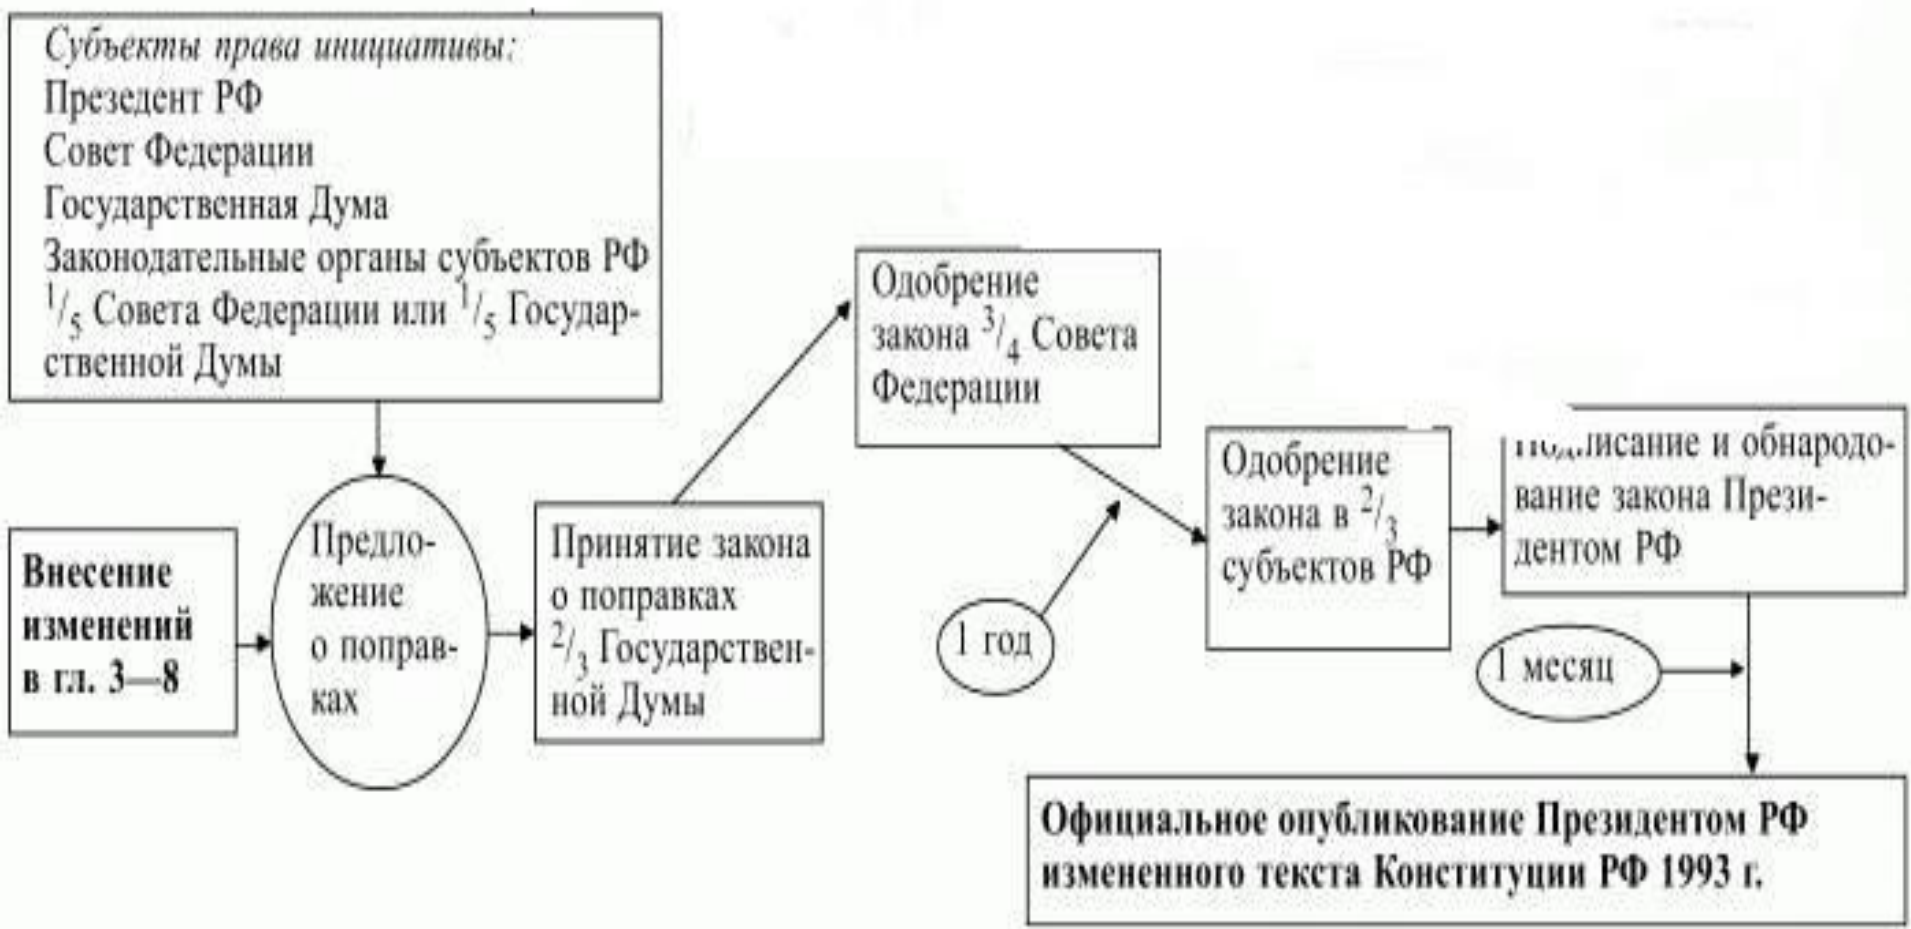 Субъекты права инициативы:
Презедент РФ
Совет Федерации
Государственная Дума
Законодательные органы субъектов РФ
1/5 Совета Федерации или 1/5 Государ-
ственной Думы
Внесение
изменений
в гл. 3—8
Предло-
жение
о поправ-
ках
Принятие закона
о поправках
2/3 Государствен-
ной Думы
Одобрение
закона 3/4 Совета
Федерации
1 год
Одобрение
закона в 2/3
субъектов РФ
Подписание и обнародо-
вание закона Прези-
дентом РФ
1 месяц
Официальное опубликование Президентом РФ
измененного текста Конституции РФ 1993 г.